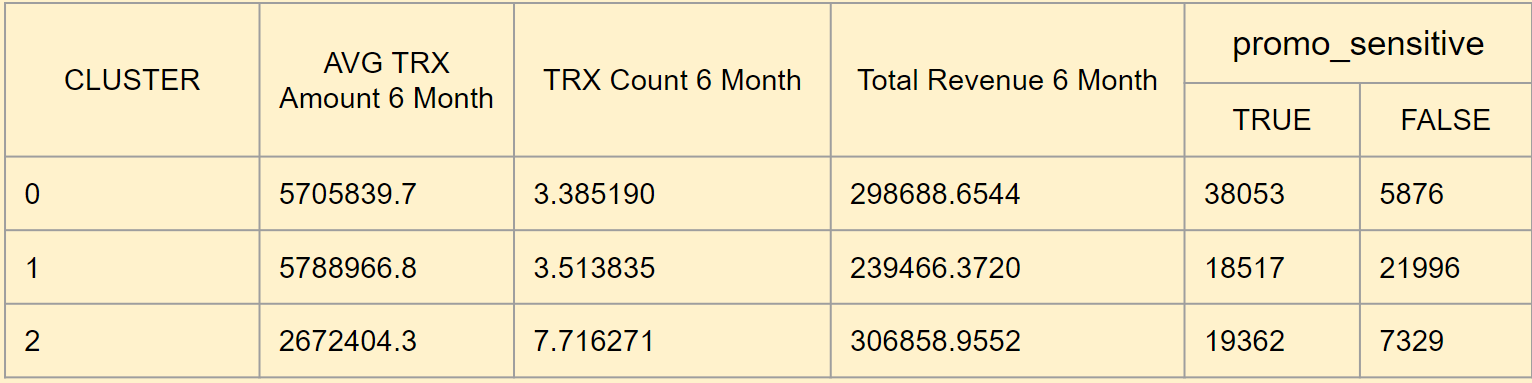 CLUSTER
AVG TRX
Amount 6 Month
TRX Count 6 Month
Total Revenue 6 Month
promo_sensitive
TRUE
FALSE
0
5705839.7
3.385190
298688.6544
38053
5876
1
5788966.8
3.513835
239466.3720
18517
21996
2
2672404.3
7.716271
306858.9552
19362
7329